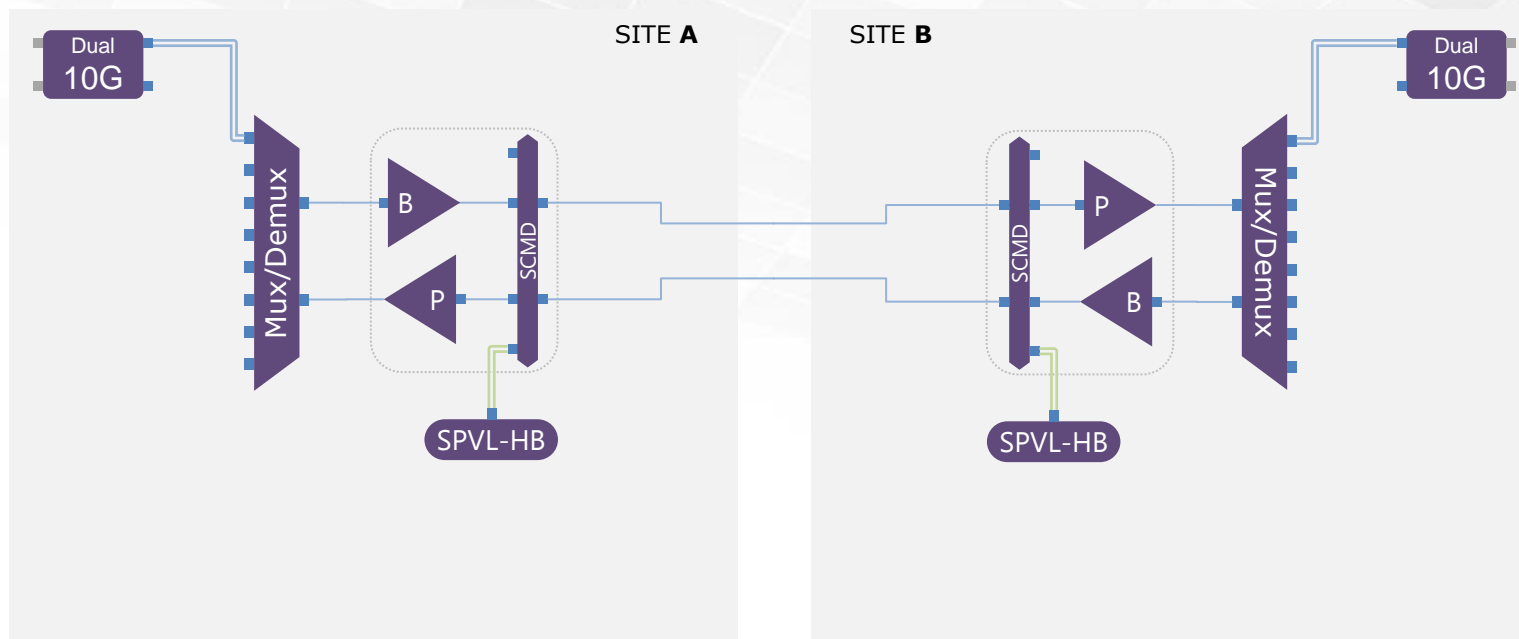 SITE A
SITE B
Dual
10G
Dual
10G
Mux/Demux
B
P
SCMD
SPVL-HB
SCMD
P
B
Mux/Demux
SPVL-HB